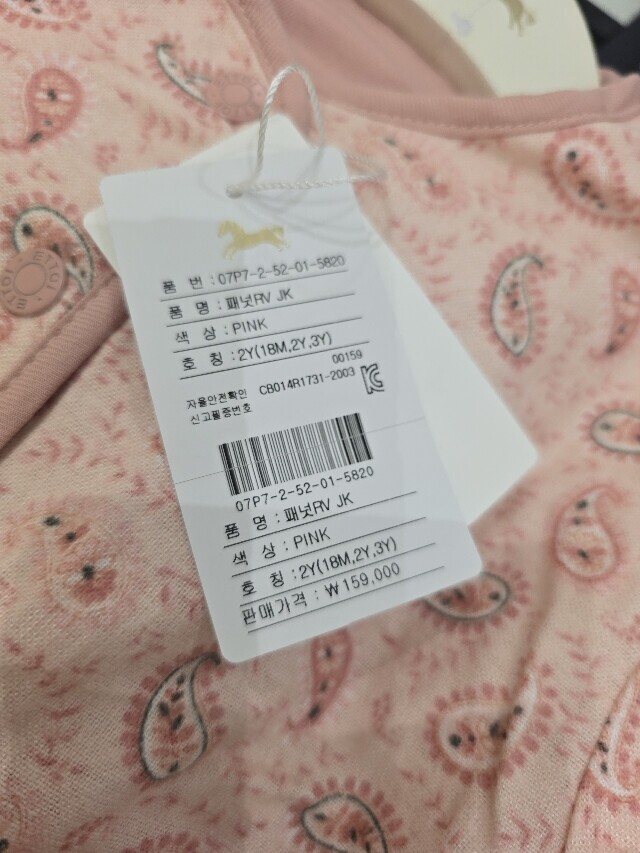 품 번 : 07P7-2-52-01-5820
품 명 : 패넛RV JK
색 상 : PINK
호 칭 : 2Y(18M,2Y,3Y)
00159
자율안전확인 CB014R1731-2003
신고필증번호
07P7-2-52-01-5820
품 명 : 패넛RV JK
색 상 : PINK
호 칭 : 2Y(18M,2Y,3Y)
판매가격 : ₩159,000